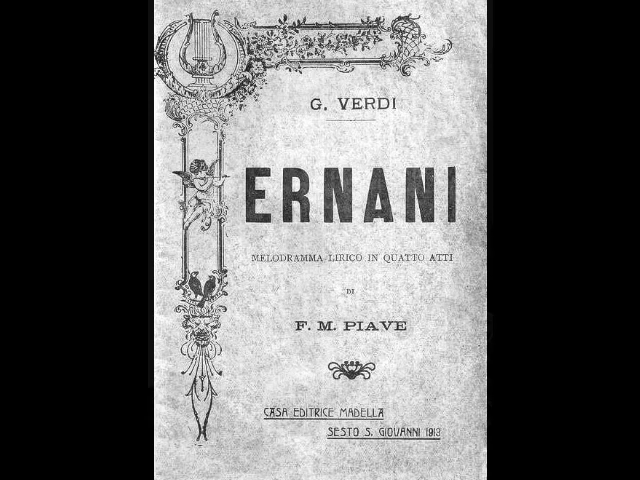 G. VERDI
ERNANI
MELODRAMMA LIRICO IN QUATTO ATTI
DI
F. M. PIAVE
CASA EDITRICE MADELLA
SESTO S. GIOVANNI 1913